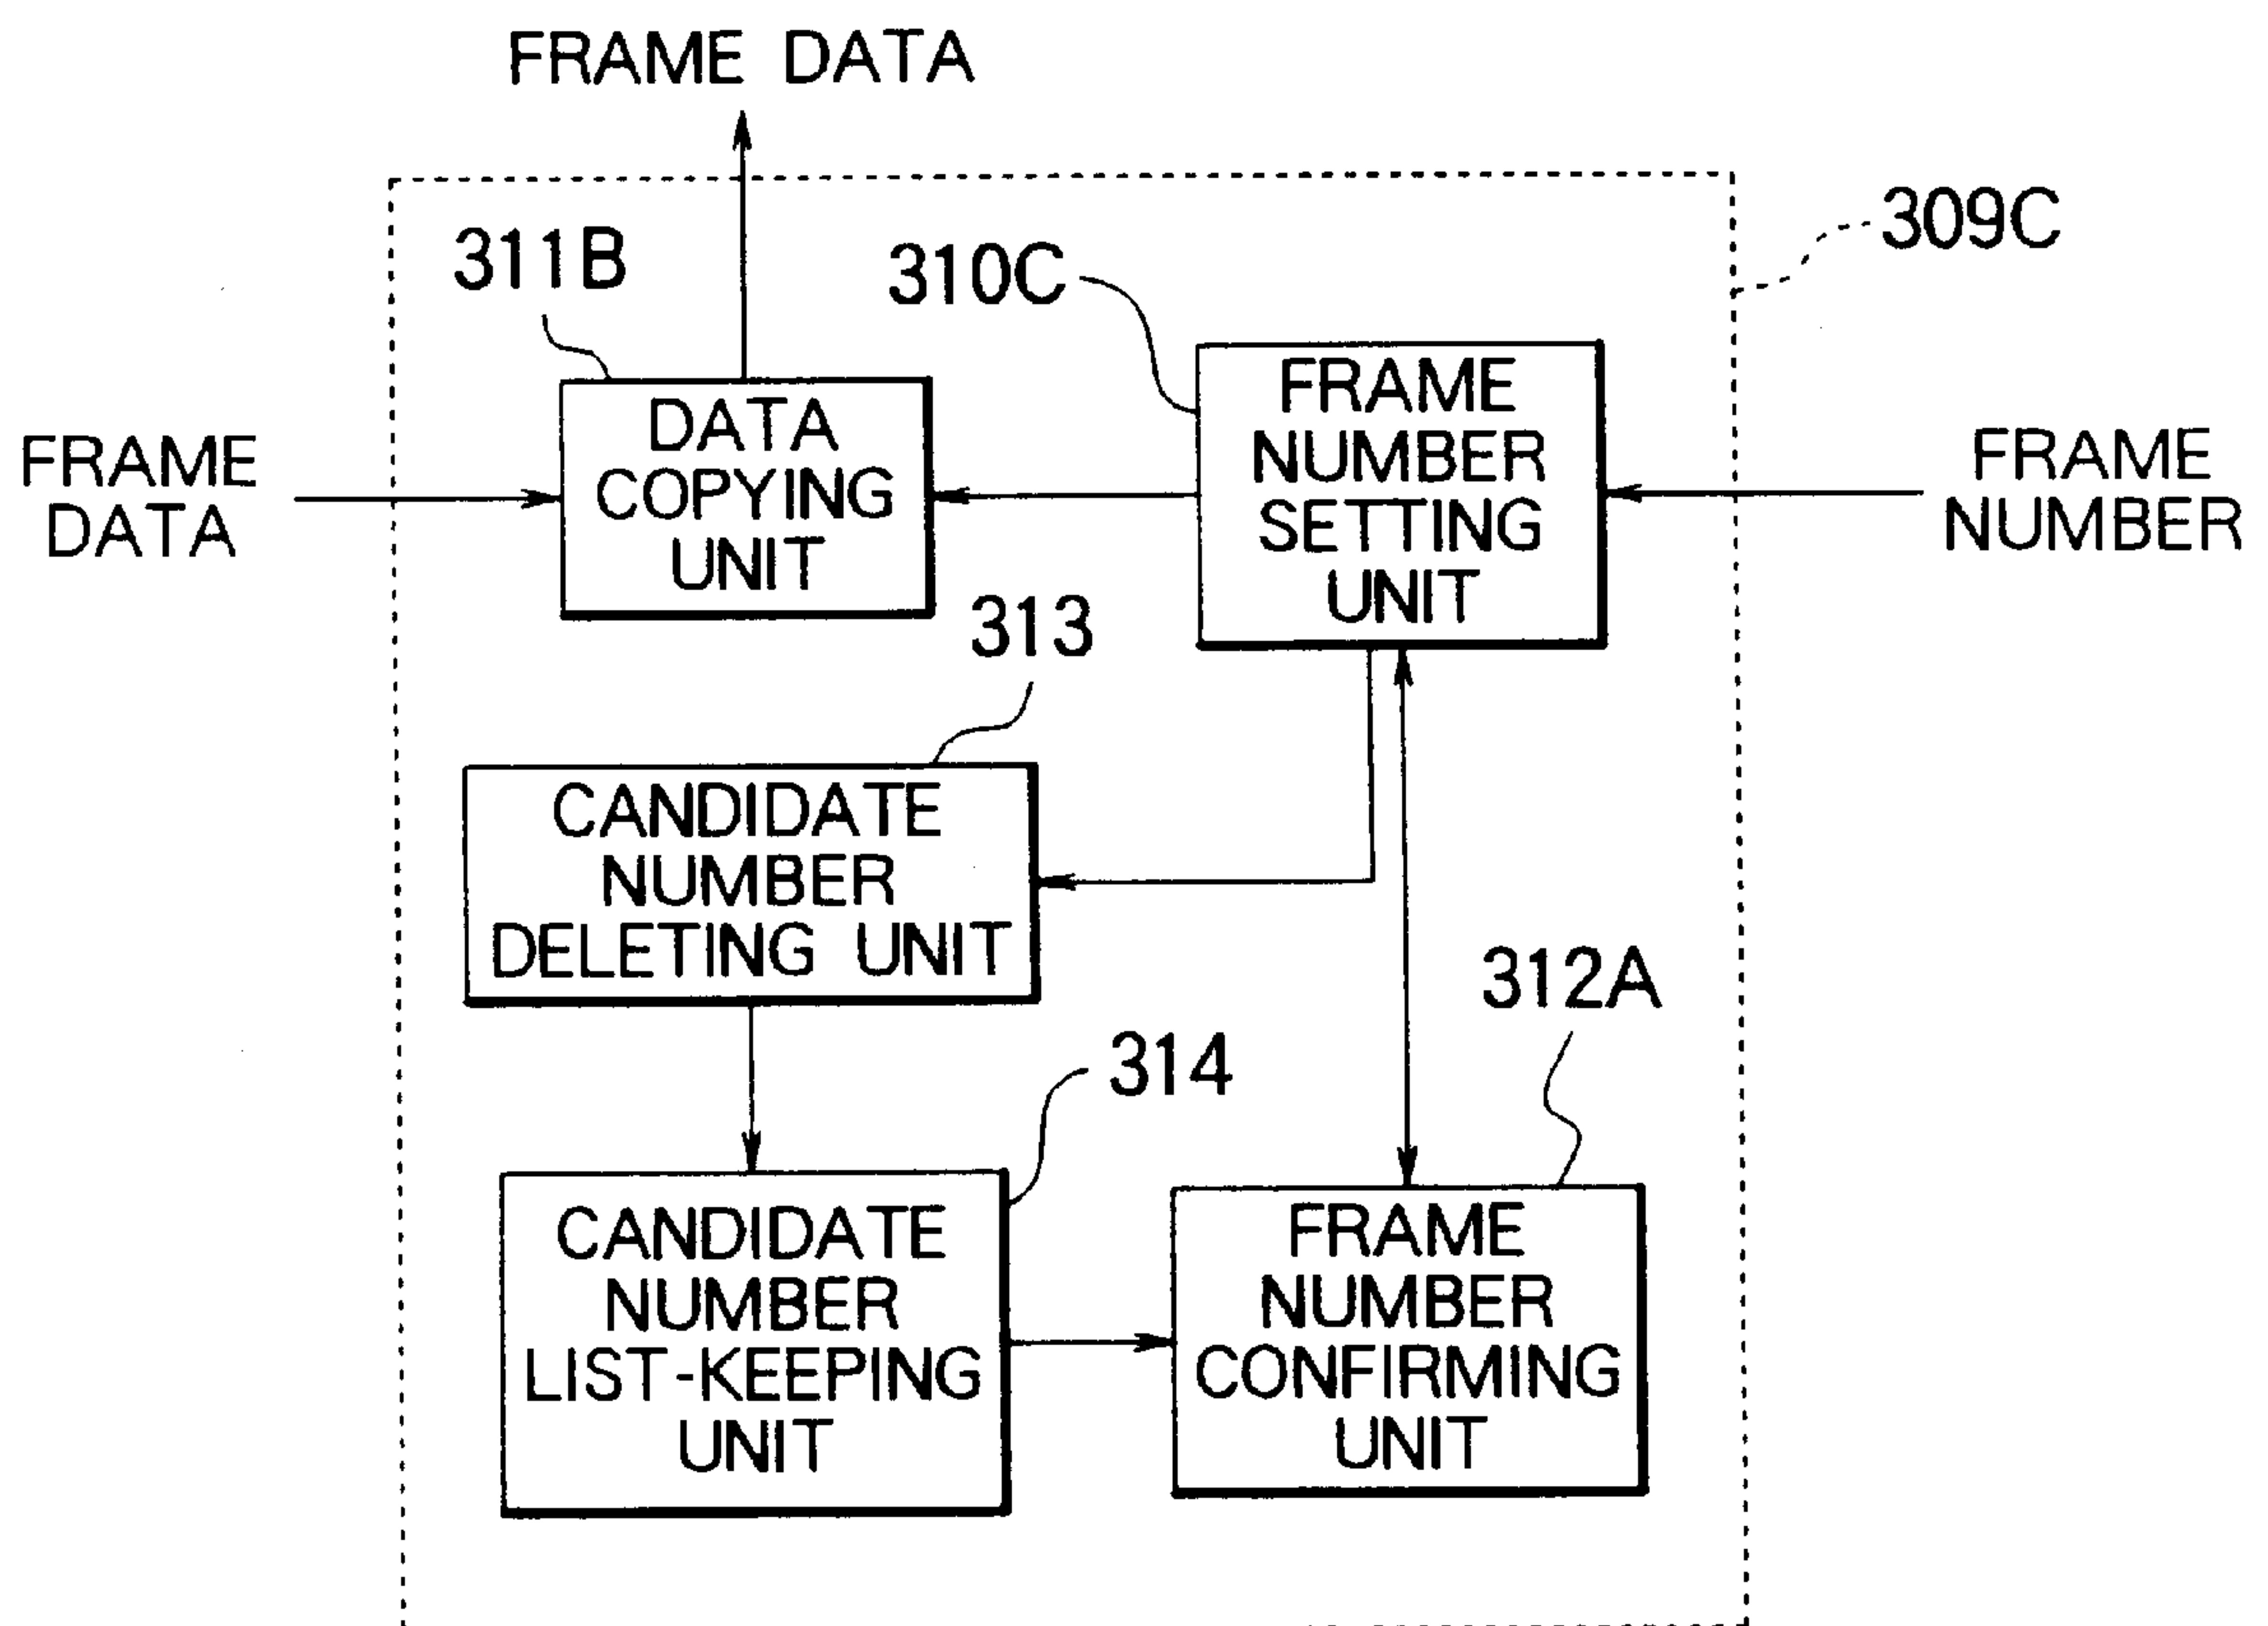 FRAME DATA
309C
311B
310C
FRAME
DATA
DATA
COPYING
UNIT
FRAME
NUMBER
SETTING
UNIT
FRAME
NUMBER
313
CANDIDATE
NUMBER
DELETING UNIT
312A
314
CANDIDATE
NUMBER
LIST-KEEPING
UNIT
FRAME
NUMBER
CONFIRMING
UNIT